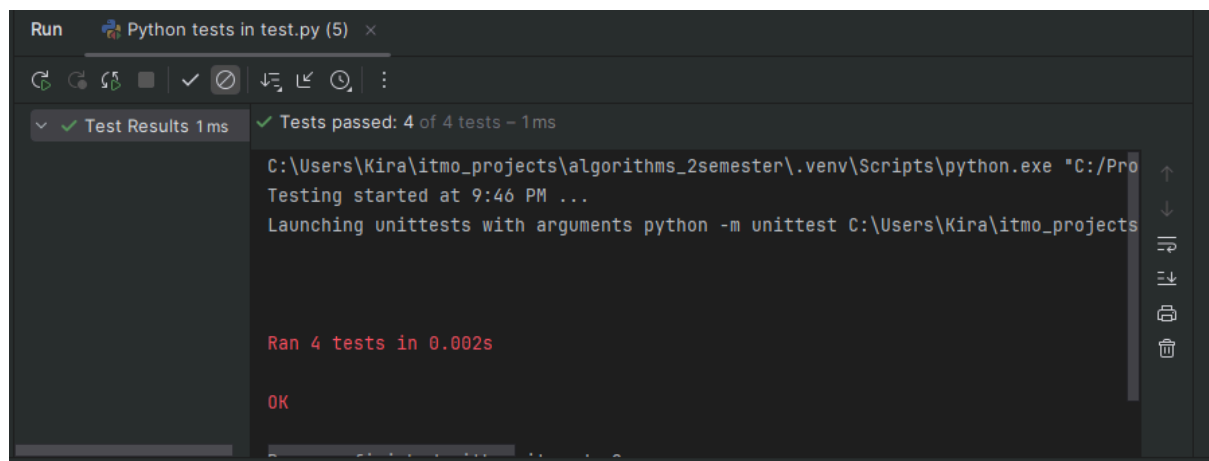 Run Python tests in test.py (5) ×
Test Results 1 ms
Tests passed: 4 of 4 tests – 1 ms
C:\Users\Kira\itmo_projects\algorithms_2semester\.venv\Scripts\python.exe "C:/Pro
Testing started at 9:46 PM ...
Launching unittests with arguments python -m unittest C:\Users\Kira\itmo_projects
Ran 4 tests in 0.002s
OK